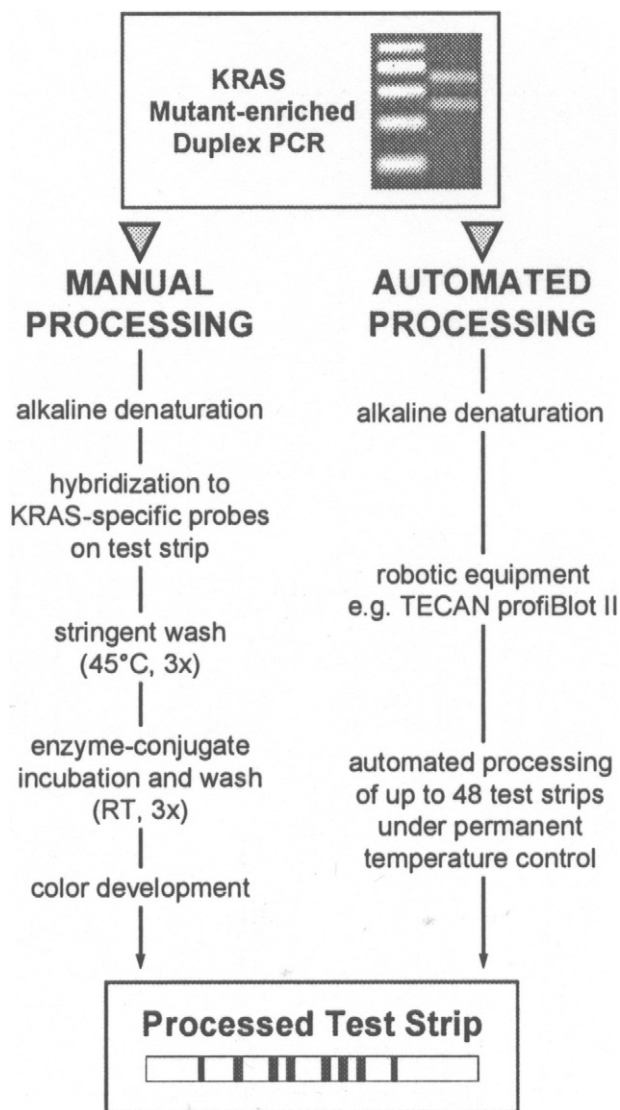 KRAS
Mutant-enriched
Duplex PCR
MANUAL
PROCESSING
alkaline denaturation
hybridization to
KRAS-specific probes
on test strip
stringent wash
(45°C, 3x)
enzyme-conjugate
incubation and wash
(RT, 3x)
color development
AUTOMATED
PROCESSING
alkaline denaturation
robotic equipment
e.g. TECAN profiBlot II
automated processing
of up to 48 test strips
under permanent
temperature control
Processed Test Strip